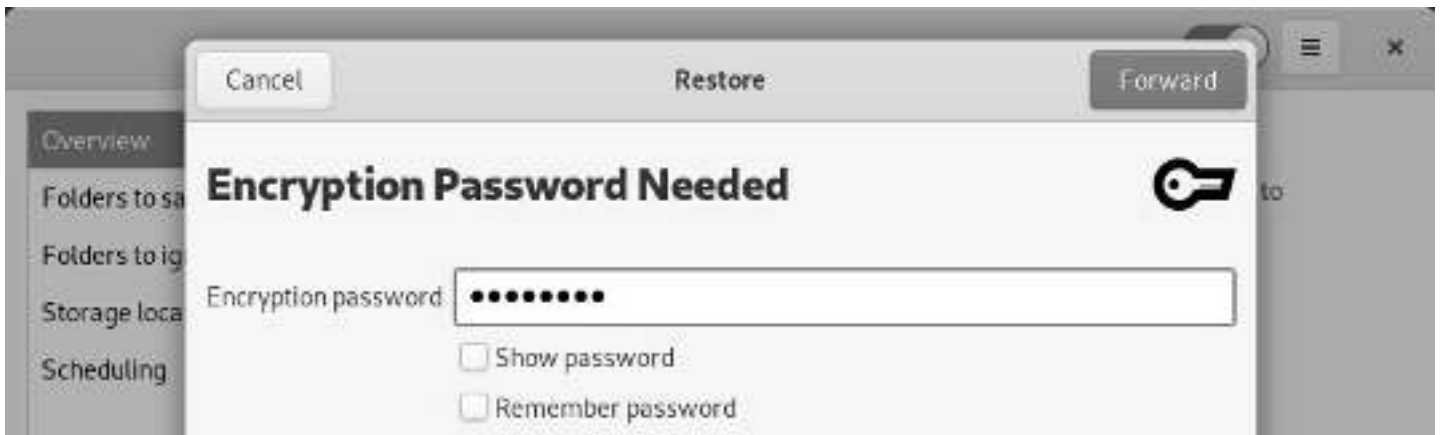 Cancel Restore Forward
Overview
Encryption Password Needed
Folders to sa
to
Folders to ig
Encryption password ••••••••
Storage loca
Show password
Scheduling
Remember password